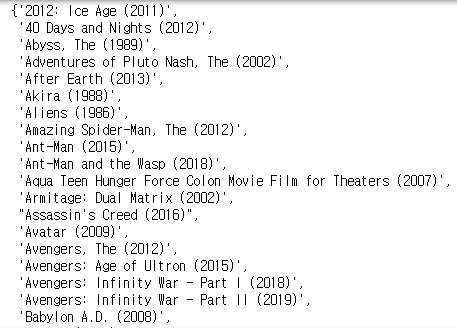 {'2012: Ice Age (2011)',
'40 Days and Nights (2012)',
'Abyss, The (1989)',
'Adventures of Pluto Nash, The (2002)',
'After Earth (2013)',
'Akira (1988)',
'Aliens (1986)',
'Amazing Spider-Man, The (2012)',
'Ant-Man (2015)',
'Ant-Man and the Wasp (2018)',
'Aqua Teen Hunger Force Colon Movie Film for Theaters (2007)',
'Armitage: Dual Matrix (2002)',
"Assassin's Creed (2016)",
'Avatar (2009)',
'Avengers, The (2012)',
'Avengers: Age of Ultron (2015)',
'Avengers: Infinity War - Part I (2018)',
'Avengers: Infinity War - Part II (2019)',
'Babylon A.D. (2008)',